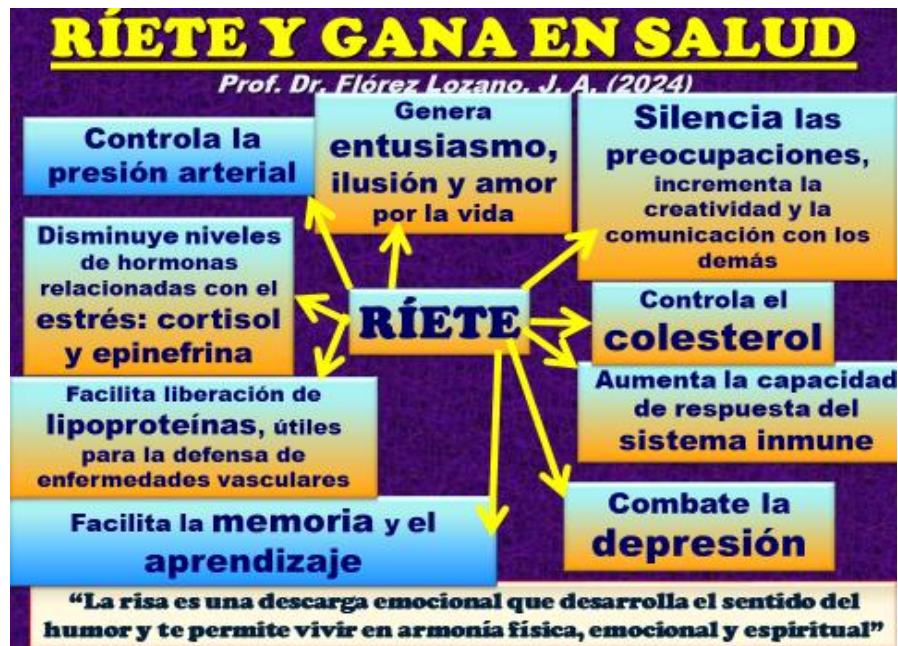 RÍETE Y GANA EN SALUD
Prof. Dr. Flórez Lozano, J. A. (2024)
Controla la
presión arterial
Genera
entusiasmo,
ilusión y amor
por la vida
Silencia las
preocupaciones,
incrementa la
creatividad y la
comunicación con los
demás
Disminuye niveles
de hormonas
relacionadas con el
estrés: cortisol
y epinefrina
RÍETE
Controla el
colesterol
Facilita liberación de
lipoproteínas, útiles
para la defensa de
enfermedades vasculares
Aumenta la capacidad
de respuesta del
sistema inmune
Facilita la memoria y el
aprendizaje
Combate la
depresión
“La risa es una descarga emocional que desarrolla el sentido del
humor y te permite vivir en armonía física, emocional y espiritual”